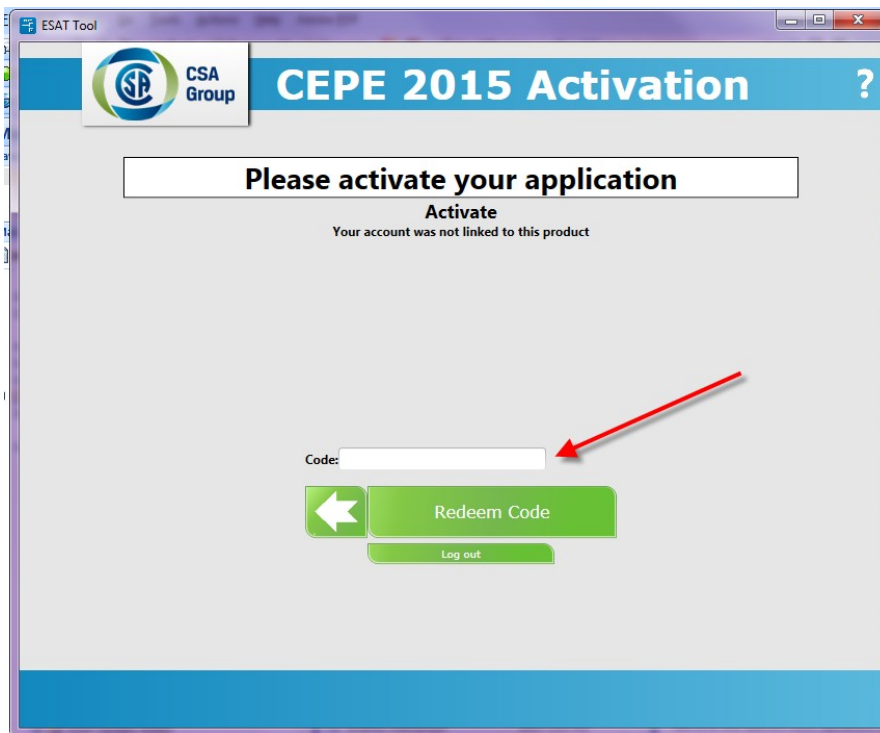 ESAT Tool
CSA
Group
CEPE 2015 Activation
?
Please activate your application
Activate
Your account was not linked to this product
Code:
Redeem Code
Log out